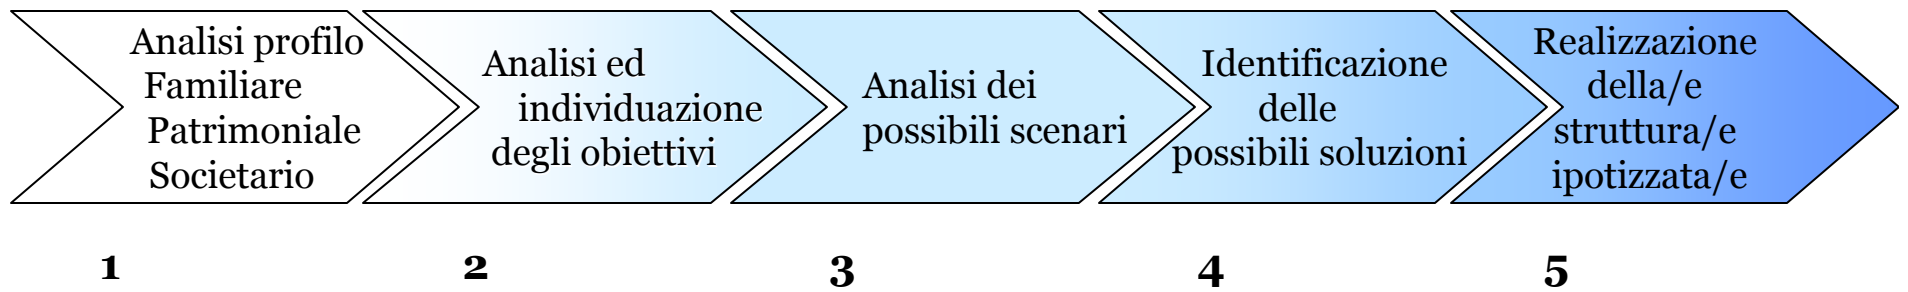 Analisi profilo
Familiare
Patrimoniale
Societario
Analisi ed
individuazione
degli obiettivi
Analisi dei
possibili scenari
Identificazione
delle
possibili soluzioni
Realizzazione
della/e
struttura/e
ipotizzata/e
1
2
3
4
5